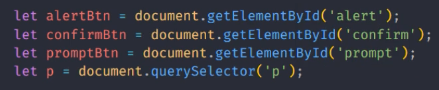 let alertBtn = document.getElementById('alert');
let confirmBtn = document.getElementById('confirm');
let promptBtn = document.getElementById('prompt');
let p = document.querySelector('p');